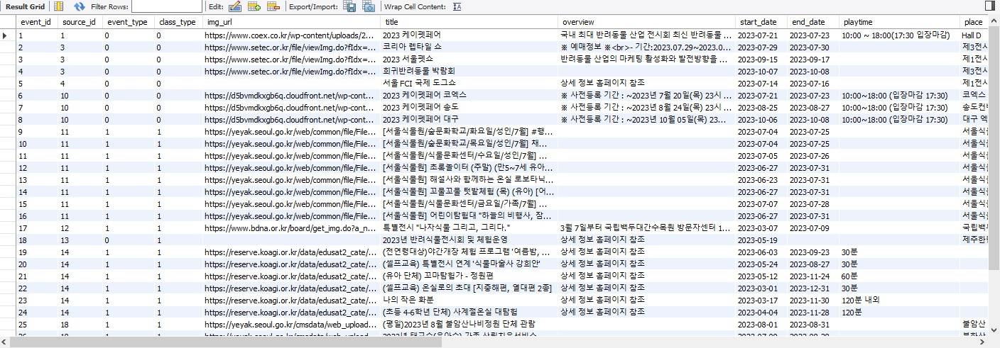 Result Grid Filter Rows: Edit: Export/Import: Wrap Cell Content: IA
event_id source_id event_type class_type img_url title overview start_date end_date playtime place
1 1 0 0 https://www.coex.co.kr/wp-content/uploads/2... 2023 케이펫페어 국내 최대 반려동물 산업 전시회 최신 반려동물 ... 2023-07-21 2023-07-23 10:00 ~ 18:00(17:30 입장마감) Hall D
2 3 0 0 https://www.setec.or.kr/file/viewImg.do?fIdx=... 코리아 렙타일 쇼 ※ 예매정보 ※<br>- 기간:2023.07.29~2023.0... 2023-07-29 2023-07-30 제3전시
3 3 0 0 https://www.setec.or.kr/file/viewImg.do?fIdx=... 2023 서울펫쇼 반려동물 산업의 마케팅 활성화와 발전방향을 ... 2023-09-15 2023-09-17 제1전시
4 3 0 0 https://www.setec.or.kr/file/viewImg.do?fIdx=... 희귀반려동물 박람회 2023-10-07 2023-10-08 제3전시
5 4 0 0 서울 FCI 국제 도그쇼 상세 정보 홈페이지 참조 2023-07-14 2023-07-16 제1전시
6 10 0 0 https://d5bvmdkxgb6q.cloudfront.net/wp-cont... 2023 케이펫페어 코엑스 ※ 사전등록 기간 : ~2023년 7월 20일(목) 23시 ... 2023-07-21 2023-07-23 10:00~18:00 (입장마감 17:30) 코엑스
7 10 0 0 https://d5bvmdkxgb6q.cloudfront.net/wp-cont... 2023 케이펫페어 송도 ※ 사전등록 기간 : ~2023년 8월 24일(목) 23시 ... 2023-08-25 2023-08-27 10:00~18:00 (입장마감 17:30) 송도컨벤
8 10 0 0 https://d5bvmdkxgb6q.cloudfront.net/wp-cont... 2023 케이펫페어 대구 ※ 사전등록 기간 : ~2023년 10월 05일(목) 23... 2023-10-06 2023-10-08 10:00~18:00 (입장마감 17:30) 대구 엑
9 11 1 1 https://yeyak.seoul.go.kr/web/common/file/File... [서울식물원/숲문화학교/화요일/성인/7월] #행... 2023-07-04 2023-07-25 서울식물
10 11 1 1 https://yeyak.seoul.go.kr/web/common/file/File... [서울식물원/숲문화학교/목요일/성인/7월] 채... 2023-07-04 2023-07-25 서울식물
11 11 1 1 https://yeyak.seoul.go.kr/web/common/file/File... [서울식물원/식물문화센터/수요일/성인/7월] ... 2023-07-05 2023-07-26 서울식물
12 11 1 1 https://yeyak.seoul.go.kr/web/common/file/File... [서울식물원] 초록놀이터 (주말) (만5~7세 유아... 2023-06-27 2023-07-31 서울식물
13 11 1 1 https://yeyak.seoul.go.kr/web/common/file/File... [서울식물원] 해설사와 함께하는 온실 로보타닉... 2023-06-23 2023-07-31 서울식물
14 11 1 1 https://yeyak.seoul.go.kr/web/common/file/File... [서울식물원] 꼬물꼬물 텃밭체험 (목) (유아) [어... 2023-06-27 2023-07-31 서울식물
15 11 1 1 https://yeyak.seoul.go.kr/web/common/file/File... [서울식물원/식물문화센터/금요일/가족/7월] ... 2023-07-07 2023-07-28 서울식물
16 11 1 1 https://yeyak.seoul.go.kr/web/common/file/File... [서울식물원] 어린이탐험대 "하늘의 비행사, 잠... 2023-06-27 2023-07-31 서울식물
17 12 1 1 https://www.bdna.or.kr/board/get_img.do?a_n... 특별전시 "나자식물 그리고, 그리다." 3월 7일부터 국립백두대간수목원 방문자센터 1... 2023-03-07 2023-07-09 국립백두
18 13 0 1 2023년 반려식물전시회 및 체험운영 상세 정보 홈페이지 참조 2023-05-19 제주한림
19 14 1 1 https://reserve.koagi.or.kr/data/edusat2_cate/... (전연령대상)야간개장 체험 프로그램 '여름밤, ... 상세 정보 홈페이지 참조 2023-06-03 2023-09-23 30분
20 14 1 1 https://reserve.koagi.or.kr/data/edusat2_cate/... (셀프교육) 특별전시 연계 '식물마술사 강희안' 상세 정보 홈페이지 참조 2023-05-24 2023-08-27 30분
21 14 1 1 https://reserve.koagi.or.kr/data/edusat2_cate/... (유아 단체) 꼬마탐험가 - 정원편 상세 정보 홈페이지 참조 2023-05-12 2023-11-24 60분
22 14 1 1 https://reserve.koagi.or.kr/data/edusat2_cate/... (셀프교육) 온실로의 초대 [지중해편, 열대편 2종] 상세 정보 홈페이지 참조 2023-03-01 2023-12-31 30분
23 14 1 1 https://reserve.koagi.or.kr/data/edusat2_cate/... 나의 작은 화분 상세 정보 홈페이지 참조 2023-03-17 2023-11-30 120분 내외
24 14 1 1 https://reserve.koagi.or.kr/data/edusat2_cate/... (초등 4-6학년 단체) 사계절온실 대탐험 상세 정보 홈페이지 참조 2023-04-04 2023-11-28 120분
25 18 1 1 https://yeyak.seoul.go.kr/cmsdata/web_upload... (평일)2023년 8월 불암산나비정원 단체 관람 2023-08-01 2023-08-31 불암산